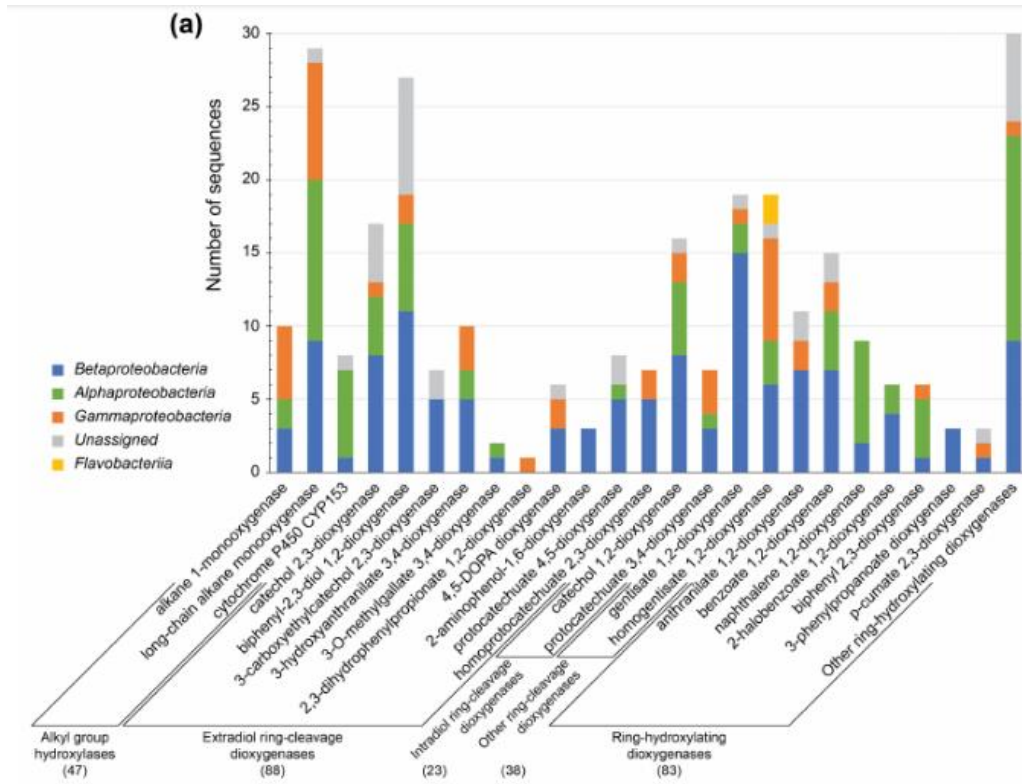 (a)
30
25
20
15
10
5
0
Number of sequences
Betaproteobacteria
Alphaproteobacteria
Gammaproteobacteria
Unassigned
Flavobacteriia
alkane 1-monooxygenase
long-chain alkane monooxygenase
cytochrome P450 CYP153
catechol 2,3-dioxygenase
biphenyl-2,3-diol 1,2-dioxygenase
3-carboxyethylcatechol 2,3-dioxygenase
3-hydroxyanthranilate 3,4-dioxygenase
3-O-methylgallate 3,4-dioxygenase
2,3-dihydroxyphenylpropionate 1,2-dioxygenase
4,5-DOPA dioxygenase
2-aminophenol-1,6-dioxygenase
protocatechuate 4,5-dioxygenase
homoprotocatechuate 2,3-dioxygenase
catechol 1,2-dioxygenase
protocatechuate 3,4-dioxygenase
gentisate 1,2-dioxygenase
homogentisate 1,2-dioxygenase
anthranilate 1,2-dioxygenase
benzoate 1,2-dioxygenase
naphthalene 1,2-dioxygenase
2-halobenzoate 1,2-dioxygenase
biphenyl 2,3-dioxygenase
3-phenylpropanoate dioxygenase
p-cumate 2,3-dioxygenase
Other ring-hydroxylating dioxygenases
Alkyl group
hydroxylases
(47)
Extradiol ring-cleavage
dioxygenases
(88)
Intradiol ring-cleavage
dioxygenases
(23)
Other ring-cleavage
dioxygenases
(38)
Ring-hydroxylating
dioxygenases
(83)